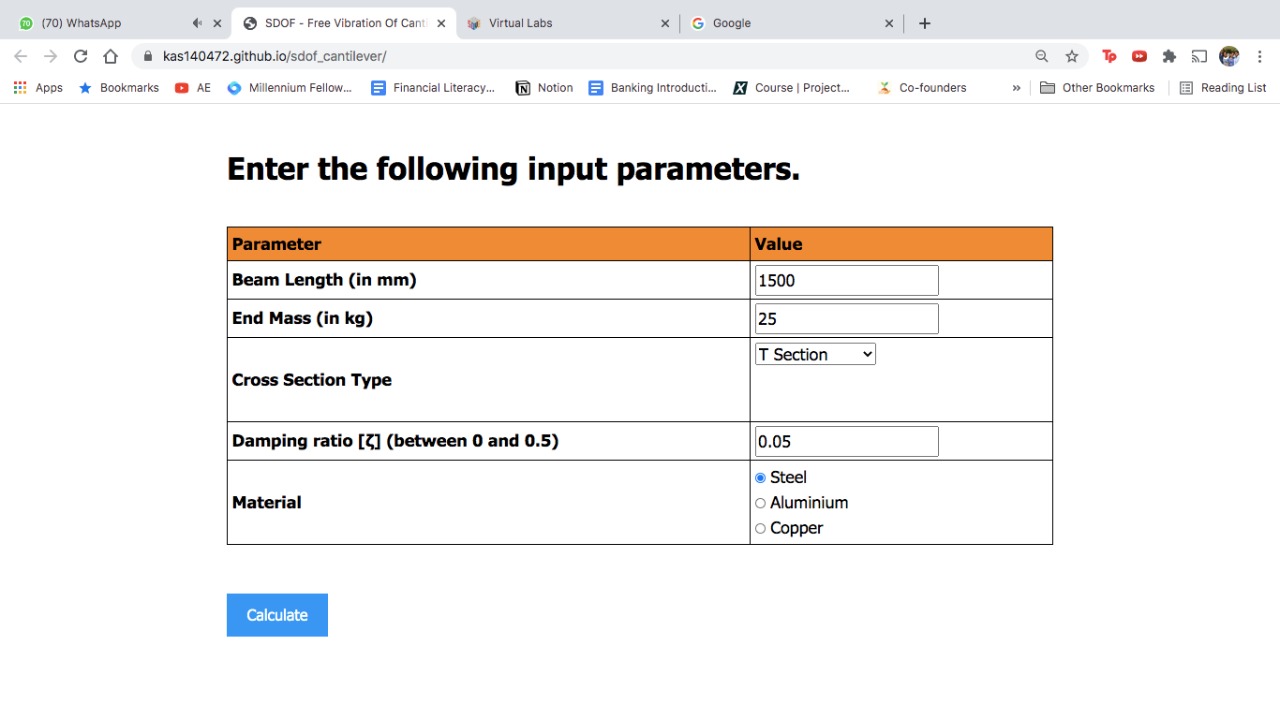 (70) WhatsApp
SDOF - Free Vibration Of Canti
Virtual Labs
Google
kas140472.github.io/sdof_cantilever/
Apps Bookmarks AE Millennium Fellow... Financial Literacy... Notion Banking Introducti... Course | Project... Co-founders » Other Bookmarks Reading List
Enter the following input parameters.
Parameter Value
Beam Length (in mm) 1500
End Mass (in kg) 25
Cross Section Type T Section
Damping ratio [ζ] (between 0 and 0.5) 0.05
Material
Steel
Aluminium
Copper
Calculate